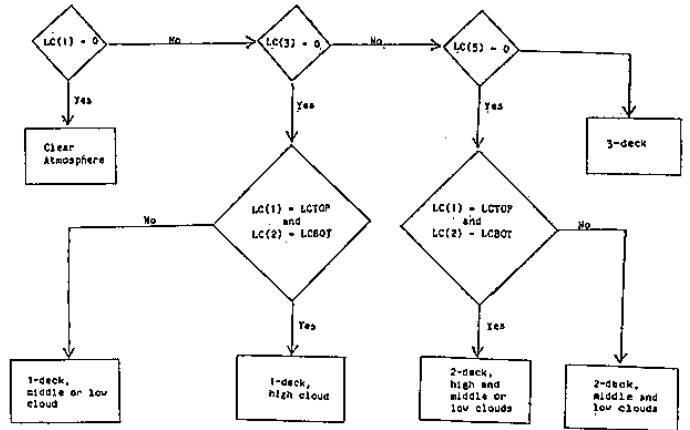 LC(1) = 0
No
LC(3) = 0
No
LC(5) = 0
Yes
Yes
Yes
Clear
Atmosphere
3-deck
LC(1) = LCTOP
and
LC(2) = LCBOT
LC(1) = LCTOP
and
LC(2) = LCBOT
No
No
Yes
Yes
1-deck,
middle or low
cloud
1-deck,
high cloud
2-deck,
high and
middle or
low clouds
2-deck,
middle and
low clouds